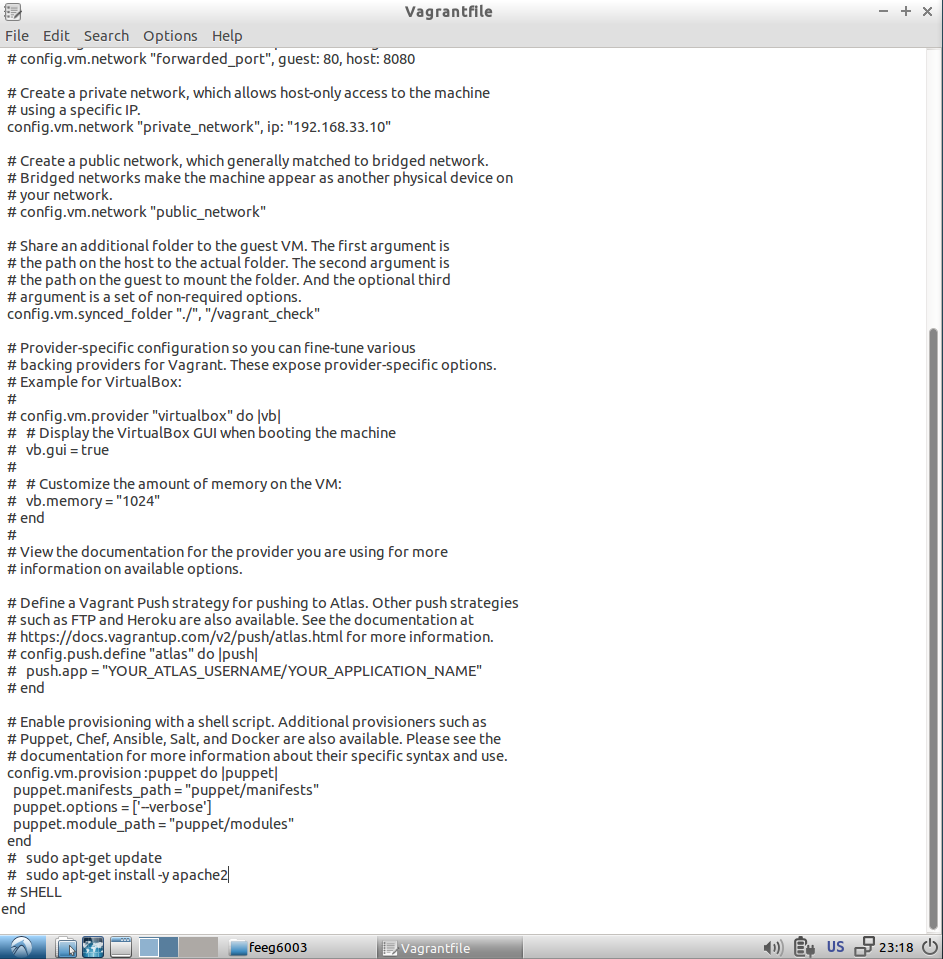 Vagrantfile
File Edit Search Options Help
# config.vm.network "forwarded_port", guest: 80, host: 8080
# Create a private network, which allows host-only access to the machine
# using a specific IP.
config.vm.network "private_network", ip: "192.168.33.10"
# Create a public network, which generally matched to bridged network.
# Bridged networks make the machine appear as another physical device on
# your network.
# config.vm.network "public_network"
# Share an additional folder to the guest VM. The first argument is
# the path on the host to the actual folder. The second argument is
# the path on the guest to mount the folder. And the optional third
# argument is a set of non-required options.
config.vm.synced_folder "./", "/vagrant_check"
# Provider-specific configuration so you can fine-tune various
# backing providers for Vagrant. These expose provider-specific options.
# Example for VirtualBox:
#
# config.vm.provider "virtualbox" do |vb|
#   # Display the VirtualBox GUI when booting the machine
#   vb.gui = true
#
#   # Customize the amount of memory on the VM:
#   vb.memory = "1024"
# end
#
# View the documentation for the provider you are using for more
# information on available options.
# Define a Vagrant Push strategy for pushing to Atlas. Other push strategies
# such as FTP and Heroku are also available. See the documentation at
# https://docs.vagrantup.com/v2/push/atlas.html for more information.
# config.push.define "atlas" do |push|
#   push.app = "YOUR_ATLAS_USERNAME/YOUR_APPLICATION_NAME"
# end
# Enable provisioning with a shell script. Additional provisioners such as
# Puppet, Chef, Ansible, Salt, and Docker are also available. Please see the
# documentation for more information about their specific syntax and use.
config.vm.provision :puppet do |puppet|
puppet.manifests_path = "puppet/manifests"
puppet.options = ['--verbose']
puppet.module_path = "puppet/modules"
end
#   sudo apt-get update
#   sudo apt-get install -y apache2
# SHELL
end
feeg6003 Vagrantfile US 23:18